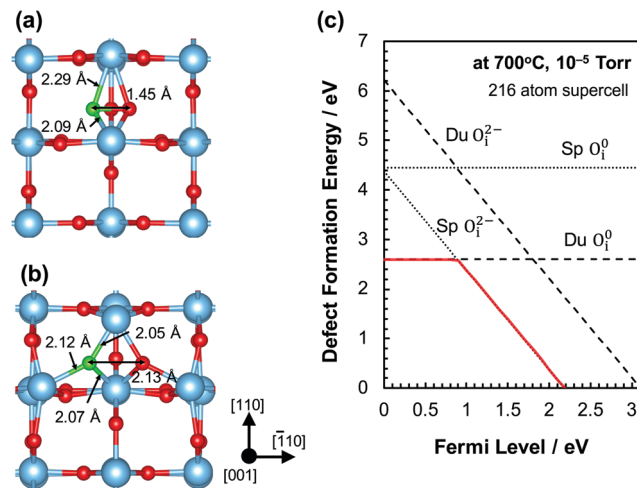 (a)
2.29 Å
1.45 Å
2.09 Å
(b)
2.12 Å
2.05 Å
2.13 Å
2.07 Å
[110]
[1̄10]
[001]
(c)
at 700°C, 10⁻⁵ Torr
216 atom supercell
Du O_i^{2−}
Sp O_i^0
Sp O_i^{2−}
Du O_i^0
Defect Formation Energy / eV
7
6
5
4
3
2
1
0
0 0.5 1 1.5 2 2.5 3
Fermi Level / eV